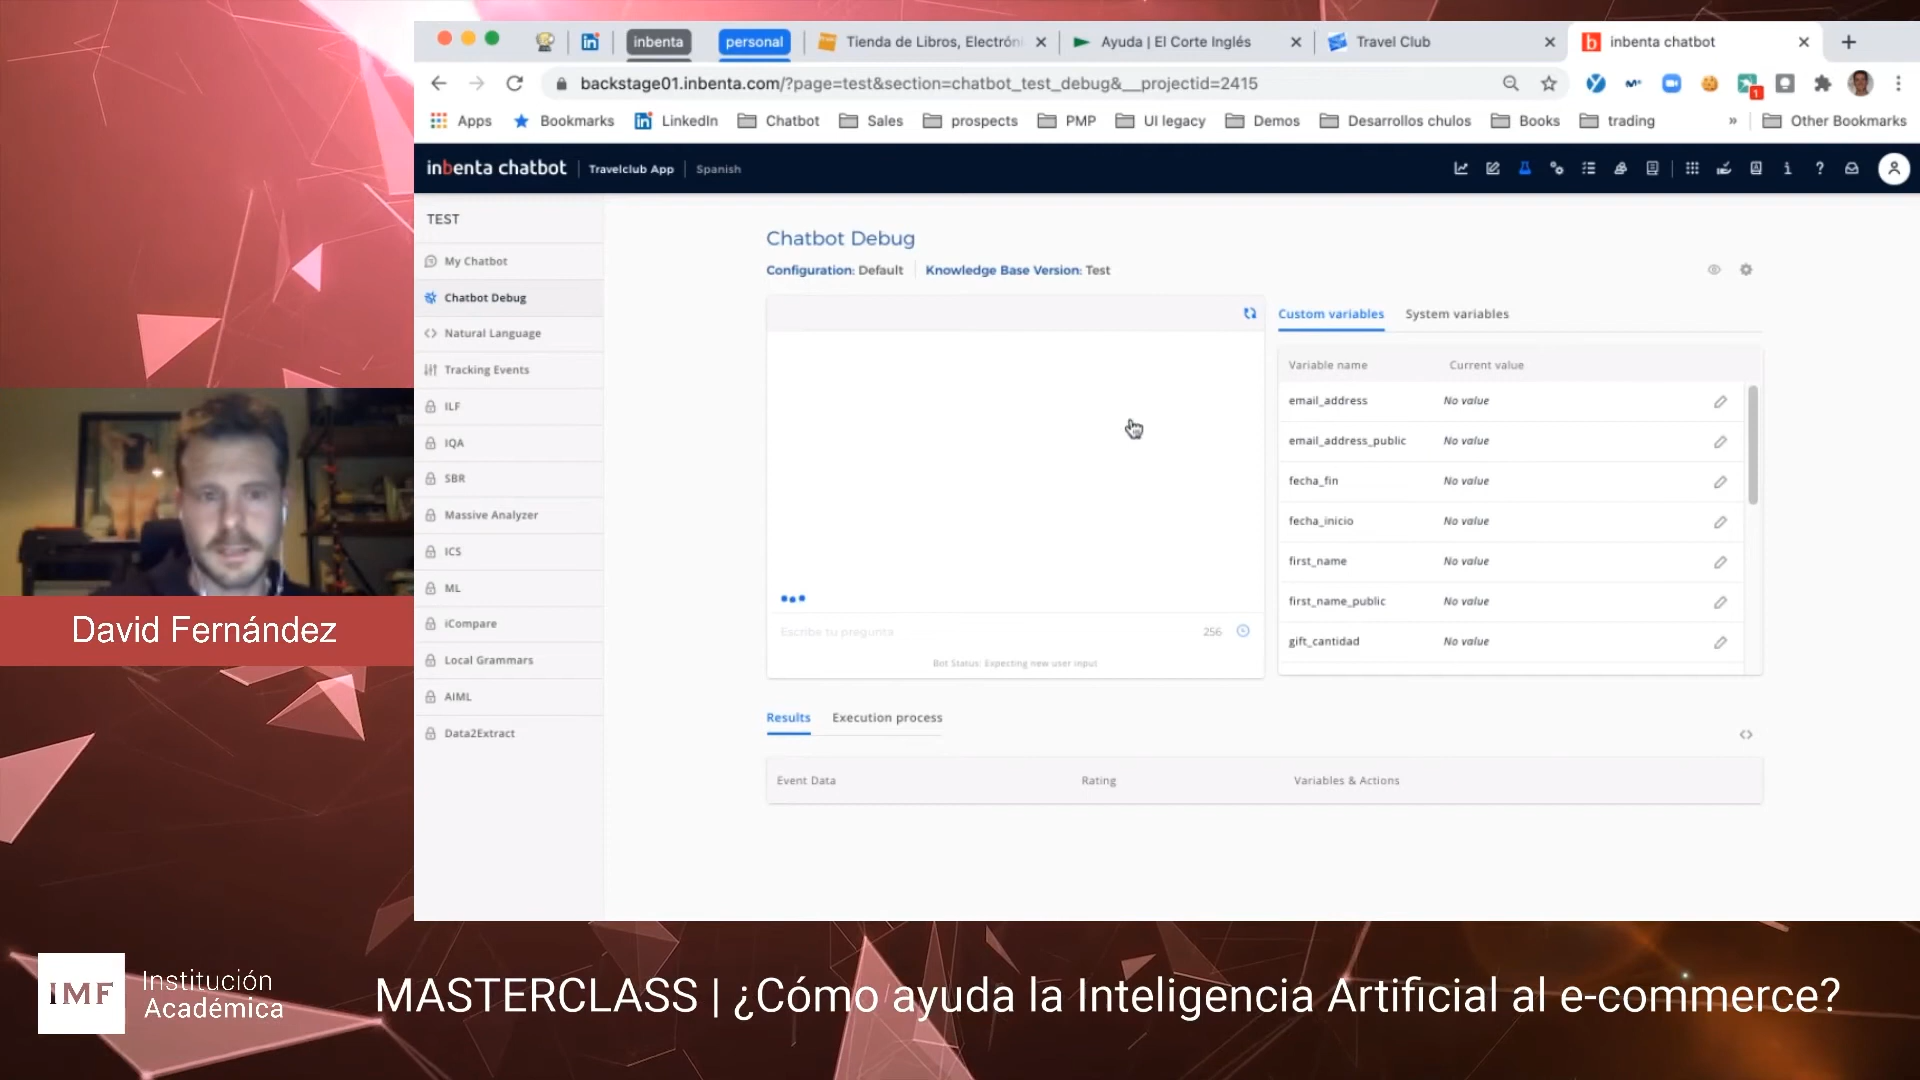 inbenta
personal
Tienda de Libros, Electróni
Ayuda | El Corte Inglés
Travel Club
inbenta chatbot
backstage01.inbenta.com/?page=test&section=chatbot_test_debug&__projectid=2415
1
Apps
Bookmarks
LinkedIn
Chatbot
Sales
prospects
PMP
UI legacy
Demos
Desarrollos chulos
Books
trading
»
Other Bookmarks
inbenta chatbot
Travelclub App
Spanish
TEST
My Chatbot
Chatbot Debug
Natural Language
Tracking Events
ILF
IQA
SBR
Massive Analyzer
ICS
ML
iCompare
Local Grammars
AIML
Data2Extract
Chatbot Debug
Configuration: Default
Knowledge Base Version: Test
Escribe tu pregunta
256
Bot Status: Expecting new user input
Custom variables
System variables
Variable name Current value
email_address No value
email_address_public No value
fecha_fin No value
fecha_inicio No value
first_name No value
first_name_public No value
gift_cantidad No value
Results
Execution process
Event Data
Rating
Variables & Actions
David Fernández
IMF
Institución
Académica
MASTERCLASS | ¿Cómo ayuda la Inteligencia Artificial al e-commerce?